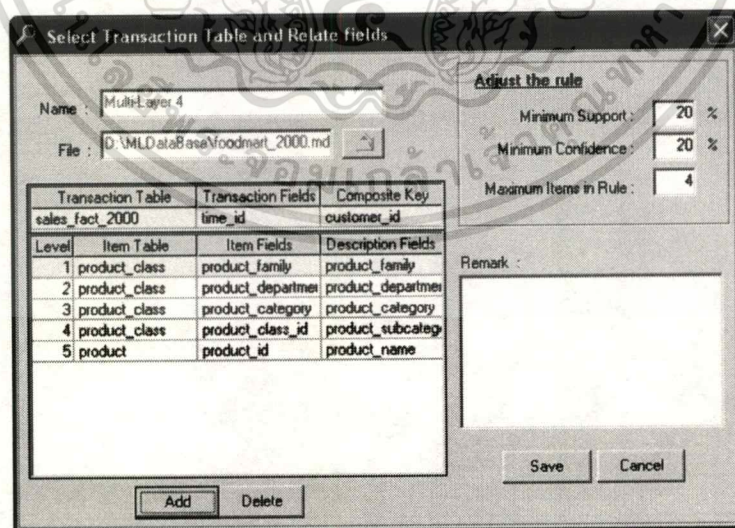 Select Transaction Table and Relate fields
Name : Multi-Layer 4
File : D:\MLDataBase\foodmart_2000.md
Transaction Table Transaction Fields Composite Key
sales_fact_2000 time_id customer_id
Level Item Table Item Fields Description Fields
1 product_class product_family product_family
2 product_class product_departmen product_departmen
3 product_class product_category product_category
4 product_class product_class_id product_subcatego
5 product product_id product_name
Add Delete
Adjust the rule
Minimum Support : 20 %
Minimum Confidence : 20 %
Maximum Items in Rule : 4
Remark :
Save Cancel